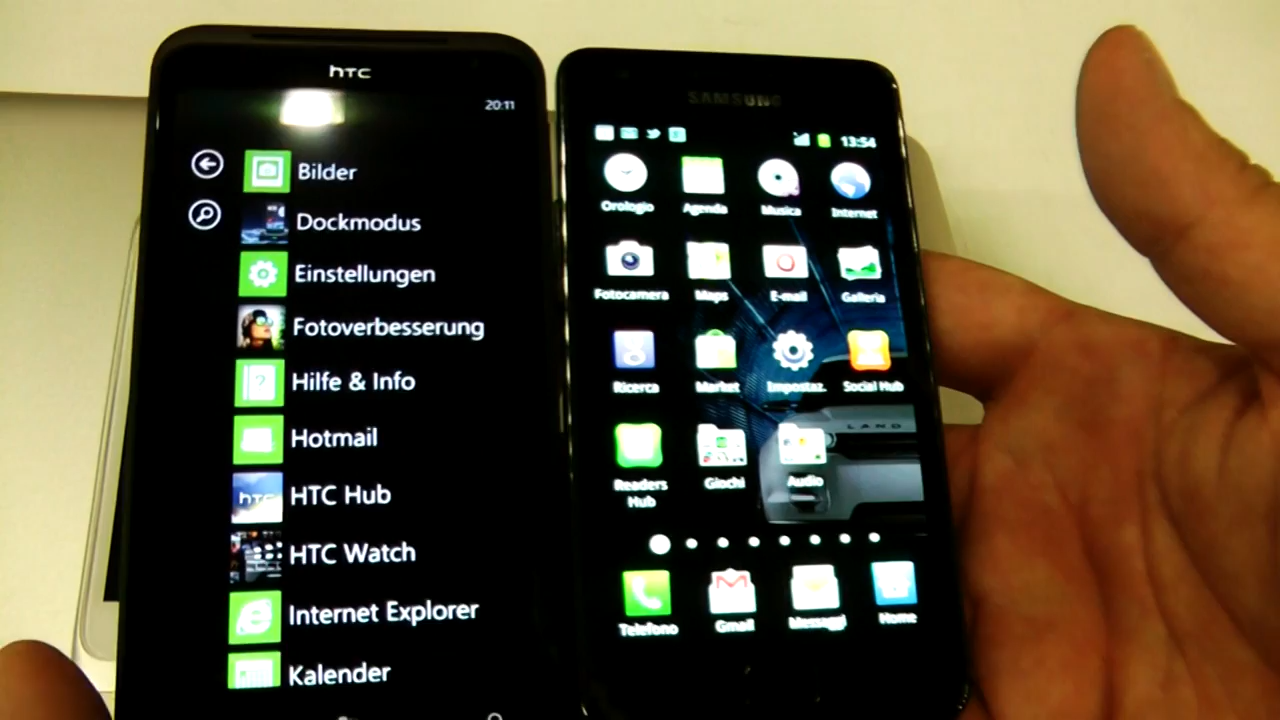 hTC
20:11
Bilder
Dockmodus
Einstellungen
Fotoverbesserung
Hilfe & Info
Hotmail
hTC
HTC Hub
HTC Watch
Internet Explorer
Kalender
SAMSUNG
13:54
Orologio
Agenda
Musica
Internet
Fotocamera
Maps
E-mail
Galleria
Ricerca
Market
Impostaz.
Social Hub
LAND
Readers
Hub
Giochi
Audio
Telefono
Gmail
Messaggi
Home